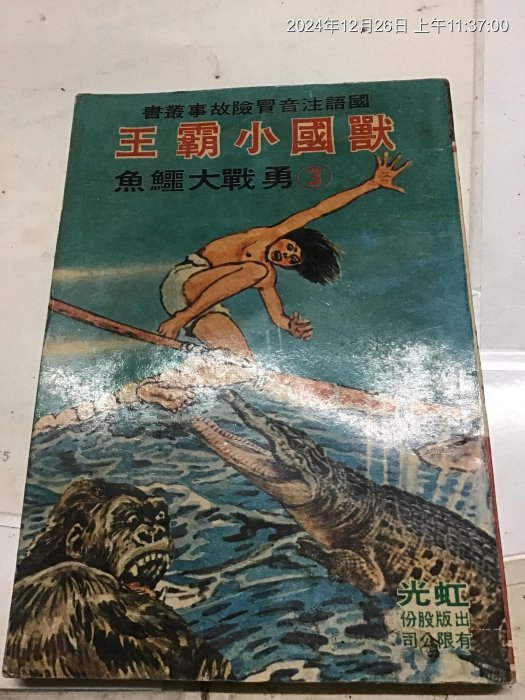 2024年12月26日 上午11:37:00
國語注音冒險故事叢書
獸國小霸王
③勇戰大鱷魚
虹光
出版股份
有限公司